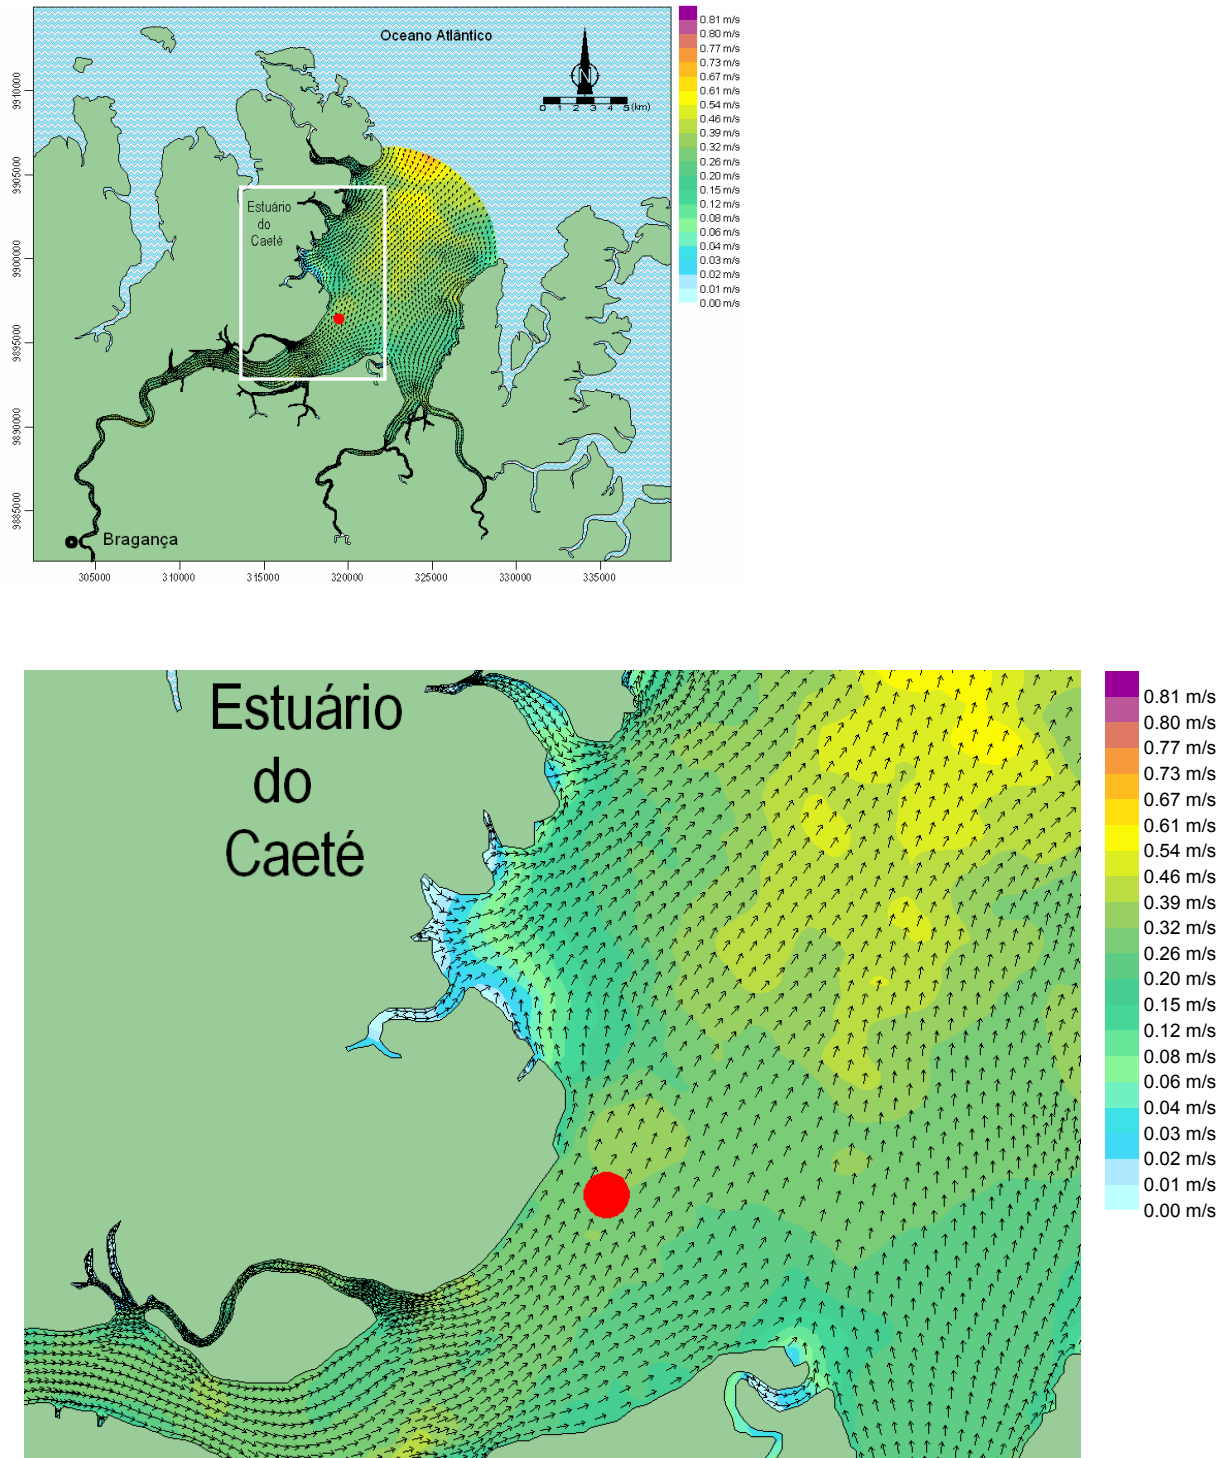 Oceano Atlântico
N
0 1 2 3 4 5 (km)
0.81 m/s
0.80 m/s
0.77 m/s
0.73 m/s
0.67 m/s
0.61 m/s
0.54 m/s
0.46 m/s
0.39 m/s
0.32 m/s
0.26 m/s
0.20 m/s
0.15 m/s
0.12 m/s
0.08 m/s
0.06 m/s
0.04 m/s
0.03 m/s
0.02 m/s
0.01 m/s
0.00 m/s
9910000
9905000
9900000
9895000
9890000
9885000
Estuário
do
Caeté
Bragança
305000 310000 315000 320000 325000 330000 335000
Estuário
do
Caeté
0.81 m/s
0.80 m/s
0.77 m/s
0.73 m/s
0.67 m/s
0.61 m/s
0.54 m/s
0.46 m/s
0.39 m/s
0.32 m/s
0.26 m/s
0.20 m/s
0.15 m/s
0.12 m/s
0.08 m/s
0.06 m/s
0.04 m/s
0.03 m/s
0.02 m/s
0.01 m/s
0.00 m/s